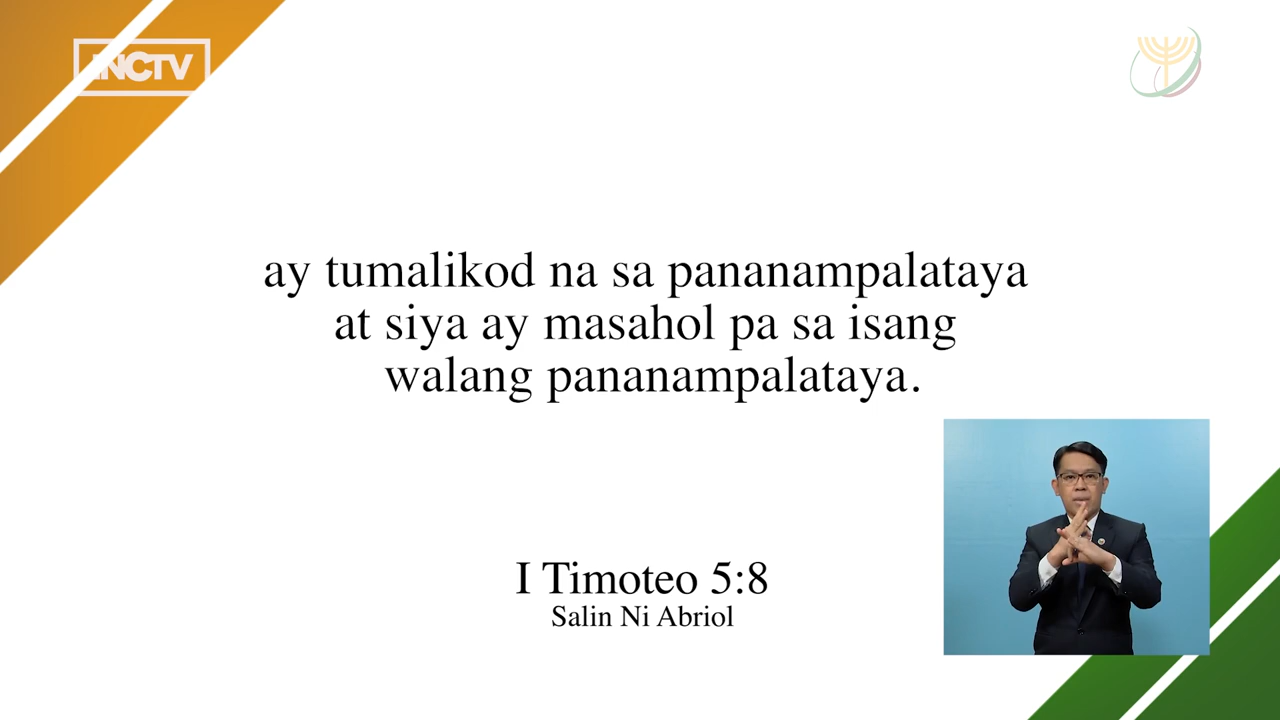 INCTV
ay tumalikod na sa pananampalataya
at siya ay masahol pa sa isang
walang pananampalataya.
I Timoteo 5:8
Salin Ni Abriol